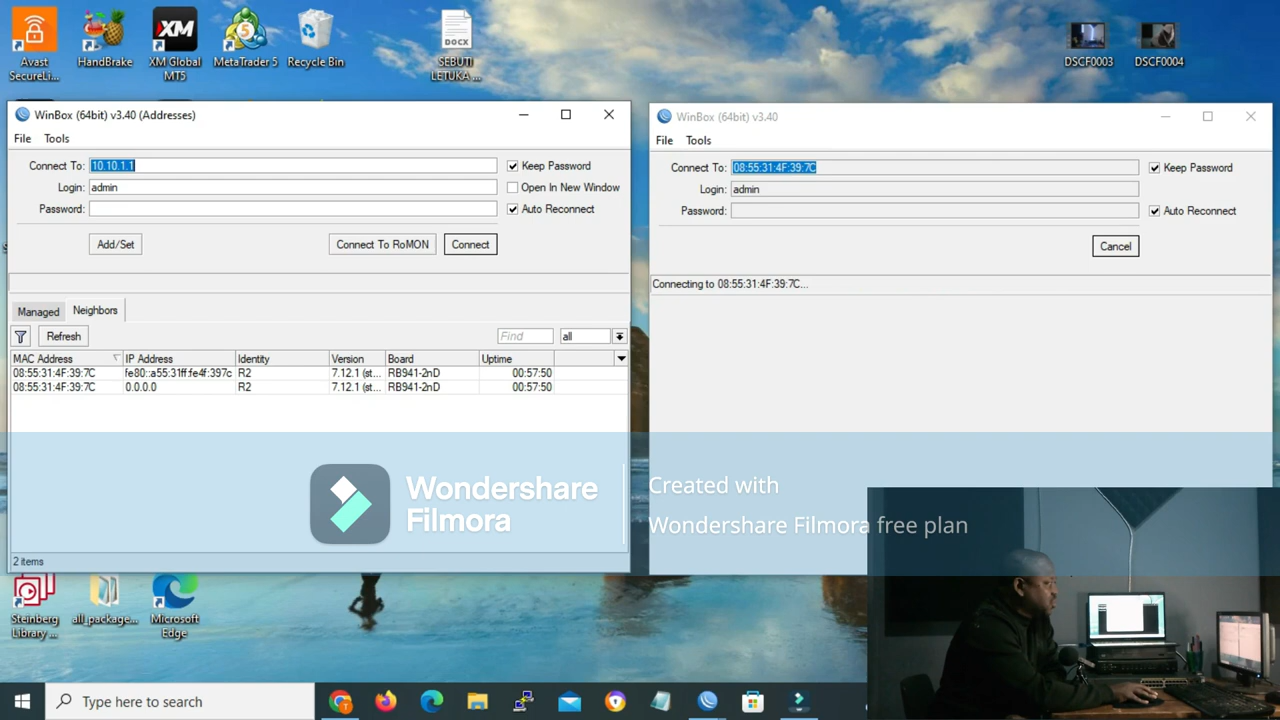 Avast
SecureLi...
HandBrake
XM
XM Global
MT5
5
MetaTrader 5
Recycle Bin
DOCX
SEBUTI
LETUKA ...
DSCF0003
DSCF0004
WinBox (64bit) v3.40 (Addresses)
File Tools
Connect To: 10.10.1.1
Keep Password
Login: admin
Open In New Window
Password:
Auto Reconnect
Add/Set
Connect To RoMON
Connect
Managed
Neighbors
Refresh
Find
all
MAC Address IP Address Identity Version Board Uptime
08:55:31:4F:39:7C fe80::a55:31ff:fe4f:397c R2 7.12.1 (st... RB941-2nD 00:57:50
08:55:31:4F:39:7C 0.0.0.0 R2 7.12.1 (st... RB941-2nD 00:57:50
2 items
WinBox (64bit) v3.40
File Tools
Connect To: 08:55:31:4F:39:7C
Keep Password
Login: admin
Password:
Auto Reconnect
Cancel
Connecting to 08:55:31:4F:39:7C...
Wondershare
Filmora
Created with
Wondershare Filmora free plan
Steinberg
Library ...
all_package...
Microsoft
Edge
Type here to search